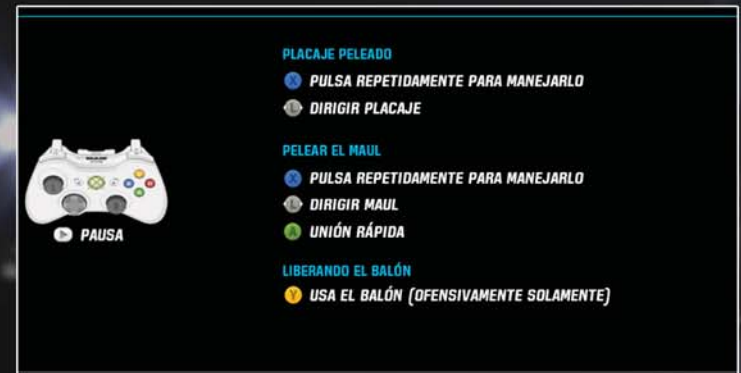 PLACAJE PELEADO
X PULSA REPETIDAMENTE PARA MANEJARLO
L DIRIGIR PLACAJE
PELEAR EL MAUL
X PULSA REPETIDAMENTE PARA MANEJARLO
L DIRIGIR MAUL
A UNIÓN RÁPIDA
PAUSA
LIBERANDO EL BALÓN
Y USA EL BALÓN (OFENSIVAMENTE SOLAMENTE)